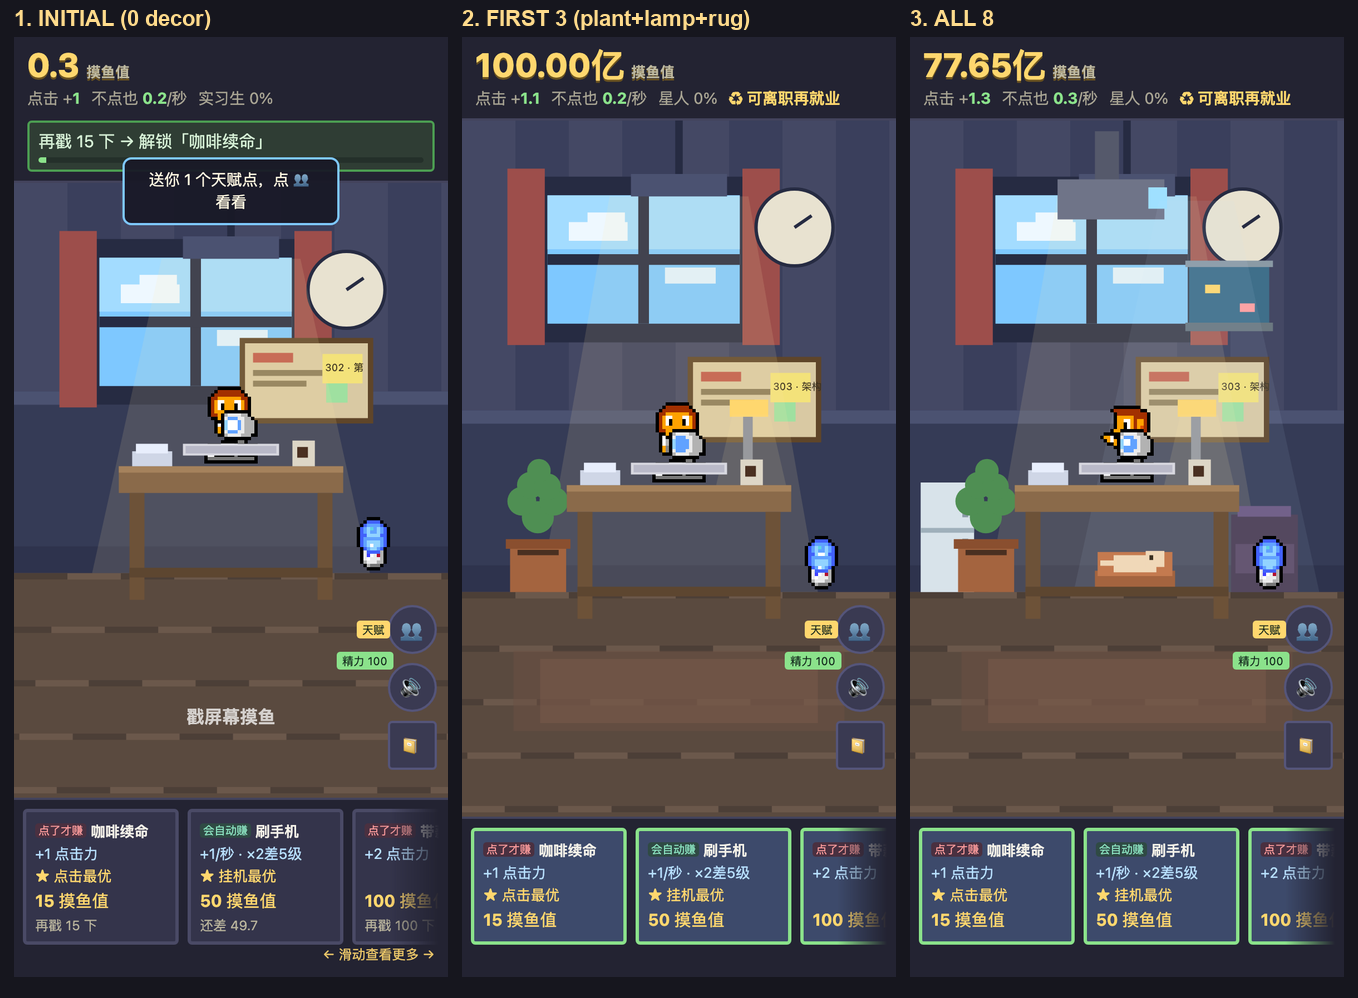 1. INITIAL (0 decor)
0.3 摸鱼值
点击 +1 不点也 0.2/秒 实习生 0%
再戳 15 下 → 解锁「咖啡续命」
送你 1 个天赋点，点 👥
看看
302 · 第
天赋
精力 100
戳屏幕摸鱼
点了才赚 咖啡续命
+1 点击力
★ 点击最优
15 摸鱼值
再戳 15 下
会自动赚 刷手机
+1/秒 · ×2差5级
★ 挂机最优
50 摸鱼值
还差 49.7
点了才赚 带
+2 点击力
100 摸鱼
再戳 100 下
← 滑动查看更多 →
2. FIRST 3 (plant+lamp+rug)
100.00亿 摸鱼值
点击 +1.1 不点也 0.2/秒 星人 0% ♻ 可离职再就业
303 · 架构
天赋
精力 100
点了才赚 咖啡续命
+1 点击力
★ 点击最优
15 摸鱼值
会自动赚 刷手机
+1/秒 · ×2差5级
★ 挂机最优
50 摸鱼值
点了才赚 带
+2 点击力
100 摸鱼
3. ALL 8
77.65亿 摸鱼值
点击 +1.3 不点也 0.3/秒 星人 0% ♻ 可离职再就业
303 · 架构
天赋
精力 100
点了才赚 咖啡续命
+1 点击力
★ 点击最优
15 摸鱼值
会自动赚 刷手机
+1/秒 · ×2差5级
★ 挂机最优
50 摸鱼值
点了才赚 带
+2 点击力
100 摸鱼